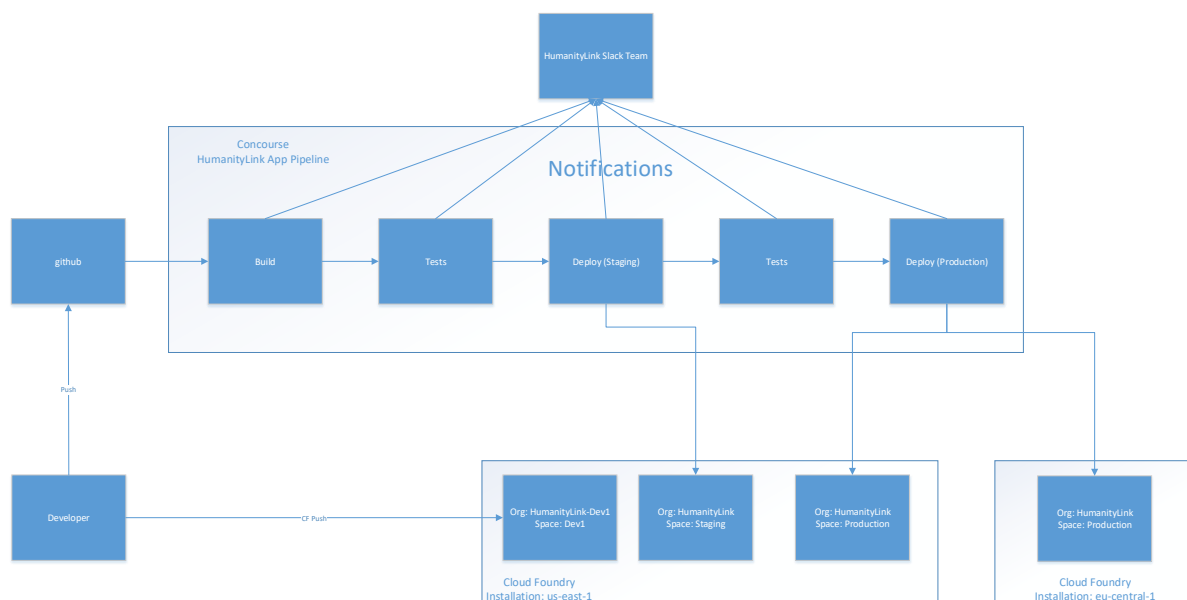 HumanityLink Slack Team
Concourse
HumanityLink App Pipeline
Notifications
github
Build
Tests
Deploy (Staging)
Tests
Deploy (Production)
Push
Developer
CF Push
Org: HumanityLink-Dev1
Space: Dev1
Org: HumanityLink
Space: Staging
Org: HumanityLink
Space: Production
Org: HumanityLink
Space: Production
Cloud Foundry
Installation: us-east-1
Cloud Foundry
Installation: eu-central-1